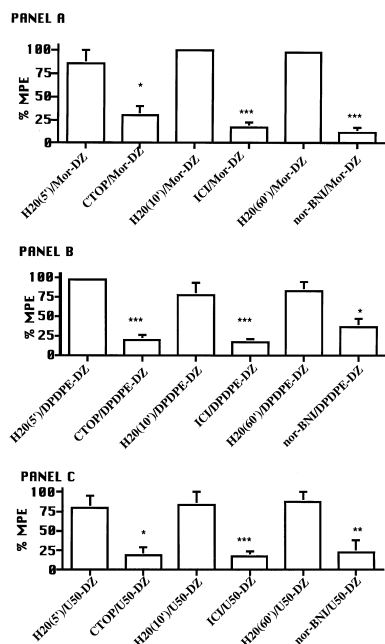 PANEL A
100
75
50
25
0
% MPE
*
***
***
H20(5')/Mor-DZ
CTOP/Mor-DZ
H20(10')/Mor-DZ
ICI/Mor-DZ
H20(60')/Mor-DZ
nor-BNI/Mor-DZ
PANEL B
100
75
50
25
0
% MPE
***
***
*
H20(5')/DPDPE-DZ
CTOP/DPDPE-DZ
H20(10')/DPDPE-DZ
ICI/DPDPE-DZ
H20(60')/DPDPE-DZ
nor-BNI/DPDPE-DZ
PANEL C
100
75
50
25
0
% MPE
*
***
**
H20(5')/U50-DZ
CTOP/U50-DZ
H20(10')/U50-DZ
ICI/U50-DZ
H20(60')/U50-DZ
nor-BNI/U50-DZ